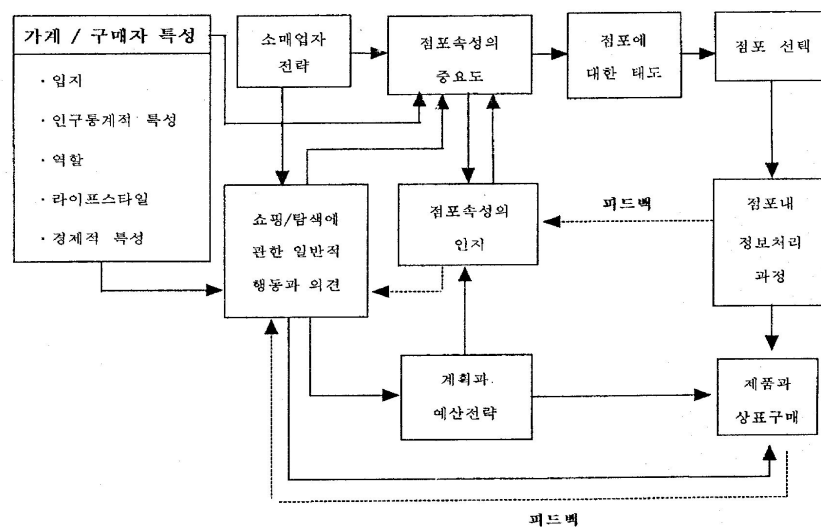 가계 / 구매자 특성
· 입지
· 인구통계적 특성
· 역할
· 라이프스타일
· 경제적 특성
소매업자
전략
점포속성의
중요도
점포에
대한 태도
점포 선택
쇼핑/탐색에
관한 일반적
행동과 의견
점포속성의
인지
피드백
점포내
정보처리
과정
계획과
예산전략
제품과
상표구매
피드백